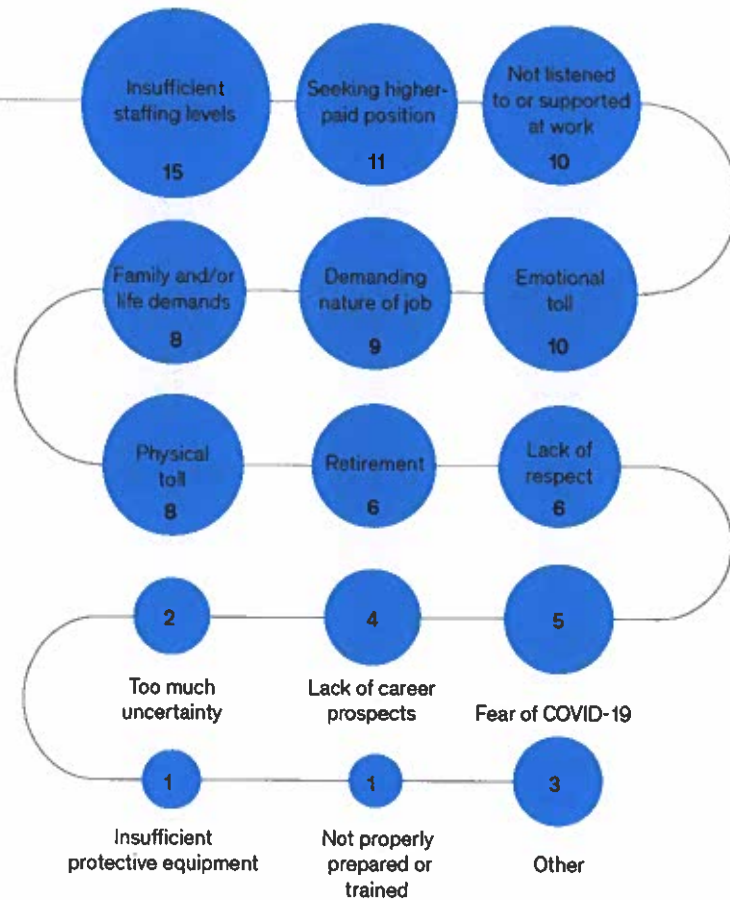 Insufficient
staffing levels
15
Seeking higher-
paid position
11
Not listened
to or supported
at work
10
Family and/or
life demands
8
Demanding
nature of job
9
Emotional
toll
10
Physical
toll
8
Retirement
6
Lack of
respect
6
2
Too much
uncertainty
4
Lack of career
prospects
5
Fear of COVID-19
1
Insufficient
protective equipment
1
Not properly
prepared or
trained
3
Other